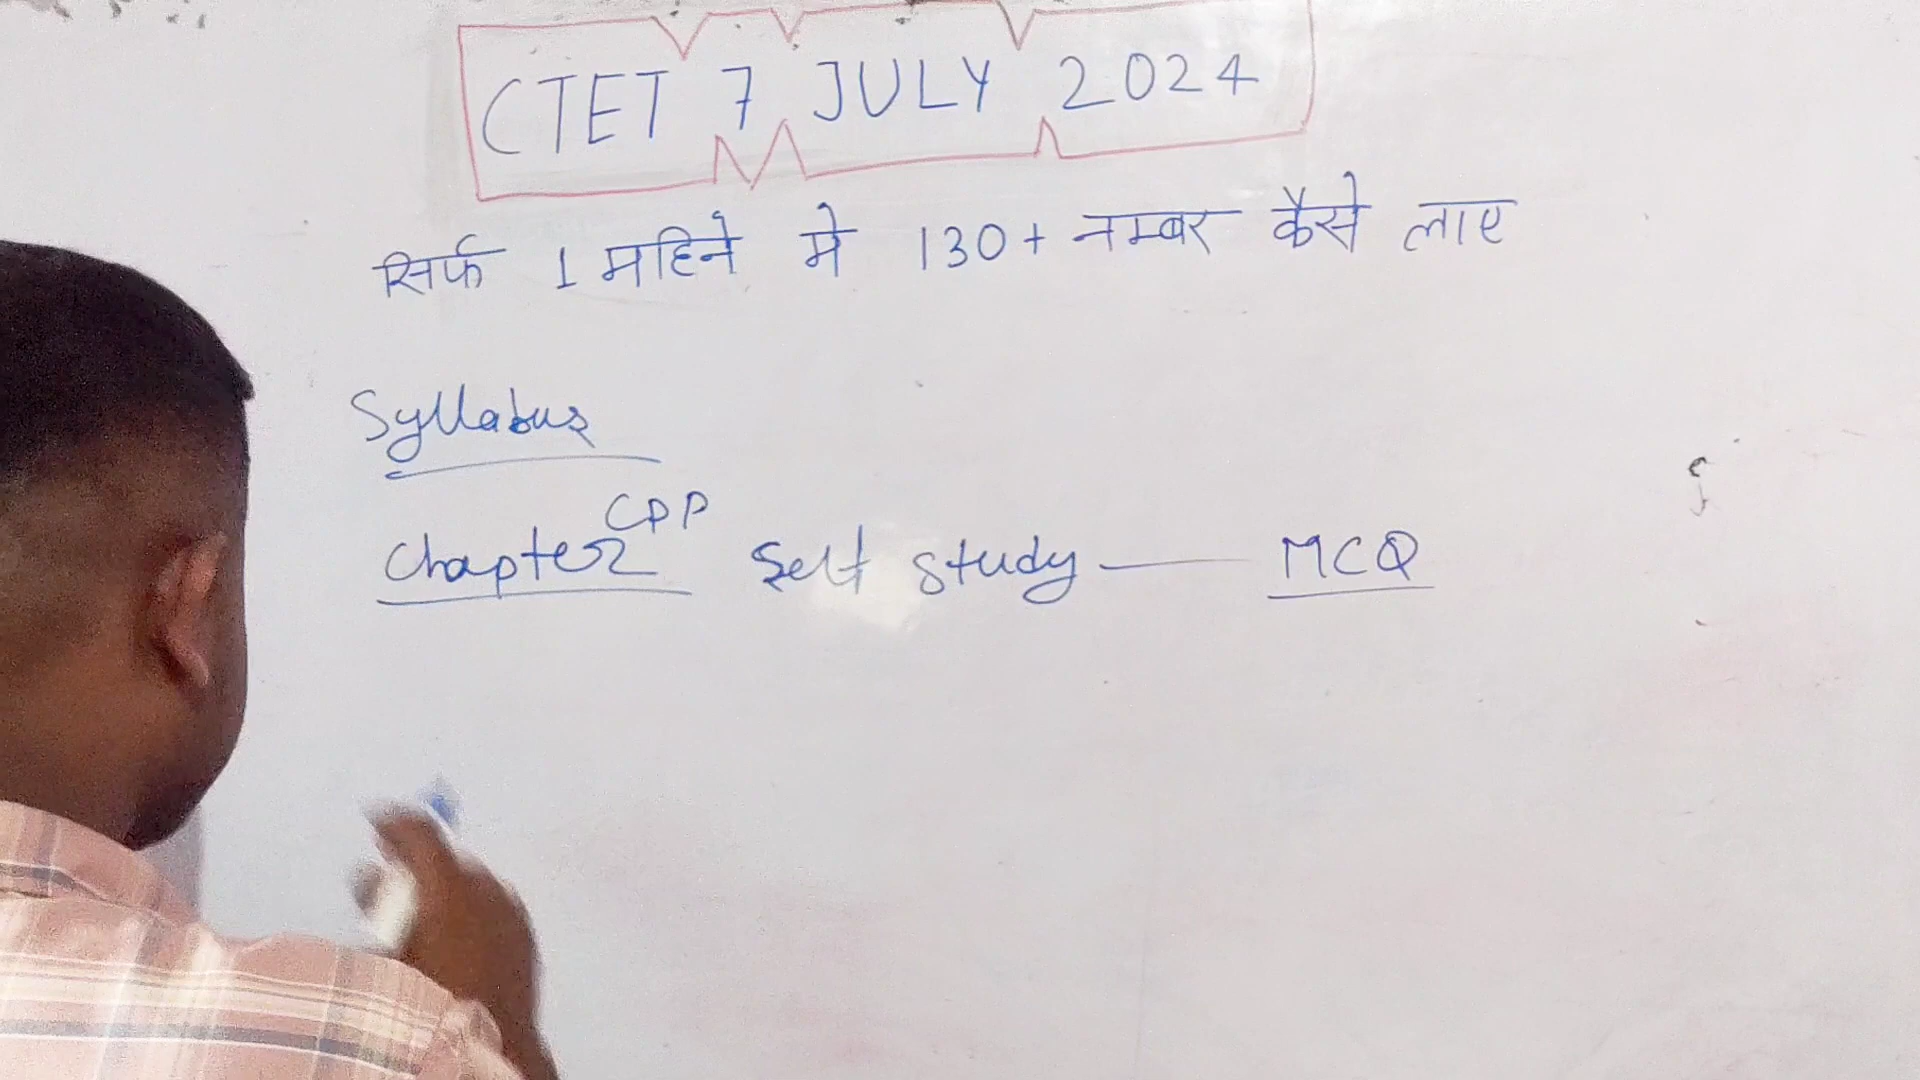 CTET 7 JULY 2024
सिर्फ 1 महिने मे 130+ नम्बर कैसे लाए
Syllabus
CDP
Chapter Self study — MCQ